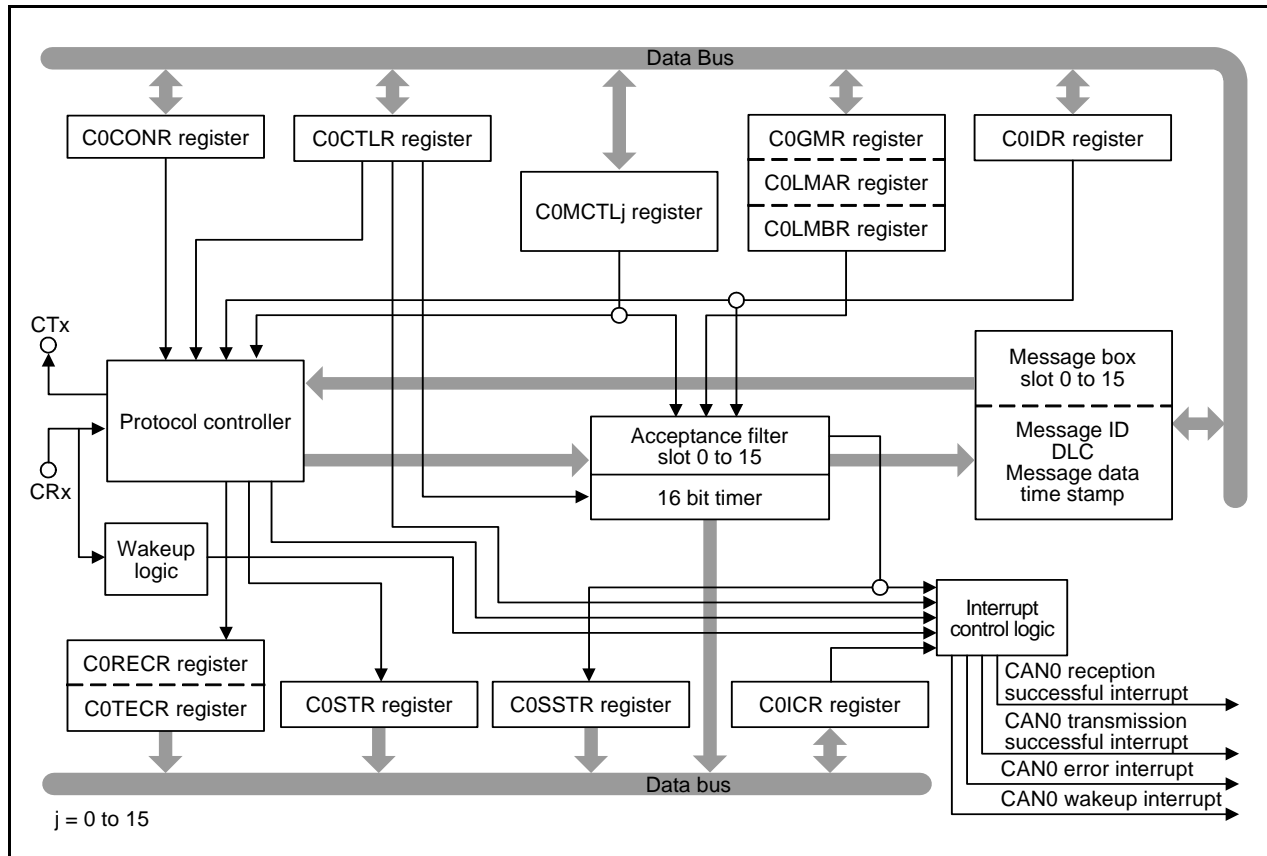 Data Bus
C0CONR register
C0CTLR register
C0MCTLj register
C0GMR register
C0LMAR register
C0LMBR register
C0IDR register
CTx
CRx
Protocol controller
Message box
slot 0 to 15
Message ID
DLC
Message data
time stamp
Acceptance filter
slot 0 to 15
16 bit timer
Wakeup
logic
Interrupt
control logic
C0RECR register
C0TECR register
C0STR register
C0SSTR register
C0ICR register
CAN0 reception
successful interrupt
CAN0 transmission
successful interrupt
CAN0 error interrupt
CAN0 wakeup interrupt
Data bus
j = 0 to 15